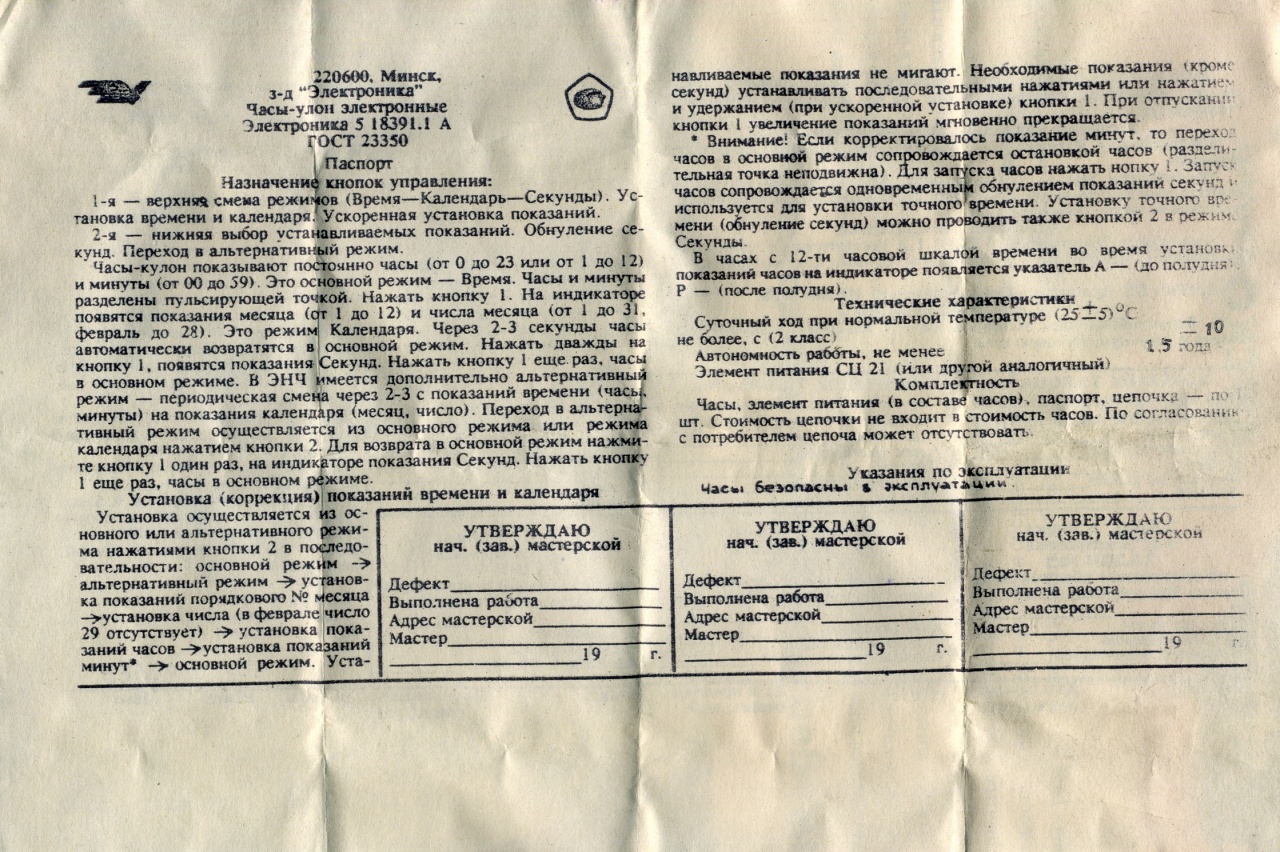 220600, Минск,
з-д "Электроника"
Часы-улон электронные
Электроника 5 18391.1 А
ГОСТ 23350
Паспорт
Назначение кнопок управления:
1-я — верхняя смена режимов (Время—Календарь—Секунды). Ус-
тановка времени и календаря. Ускоренная установка показаний.
2-я — нижняя выбор устанавливаемых показаний. Обнуление се-
кунд. Переход в альтернативный режим.
Часы-кулон показывают постоянно часы (от 0 до 23 или от 1 до 12)
и минуты (от 00 до 59). Это основной режим — Время. Часы и минуты
разделены пульсирующей точкой. Нажать кнопку 1. На индикаторе
появятся показания месяца (от 1 до 12) и числа месяца (от 1 до 31,
февраль до 28). Это режим Календаря. Через 2-3 секунды часы
автоматически возвратятся в основной режим. Нажать дважды на
кнопку 1, появятся показания Секунд. Нажать кнопку 1 еще раз, часы
в основном режиме. В ЭНЧ имеется дополнительно альтернативный
режим — периодическая смена через 2-3 с показаний времени (часы,
минуты) на показания календаря (месяц, число). Переход в альтерна-
тивный режим осуществляется из основного режима или режима
календаря нажатием кнопки 2. Для возврата в основной режим нажми-
те кнопку 1 один раз, на индикаторе показания Секунд. Нажать кнопку
1 еще раз, часы в основном режиме.
Установка (коррекция) показаний времени и календаря
Установка осуществляется из ос-
новного или альтернативного режи-
ма нажатиями кнопки 2 в последо-
вательности: основной режим →
альтернативный режим → установ-
ка показаний порядкового № месяца
→установка числа (в феврале число
29 отсутствует) → установка пока-
заний часов →установка показаний
минут* → основной режим. Уста-
навливаемые показания не мигают. Необходимые показания (кроме
секунд) устанавливать последовательными нажатиями или нажатием
и удержанием (при ускоренной установке) кнопки 1. При отпускании
кнопки 1 увеличение показаний мгновенно прекращается.
* Внимание! Если корректировалось показание минут, то переход
часов в основной режим сопровождается остановкой часов (раздели-
тельная точка неподвижна). Для запуска часов нажать нопку 1. Запуск
часов сопровождается одновременным обнулением показаний секунд и
используется для установки точного времени. Установку точного вре-
мени (обнуление секунд) можно проводить также кнопкой 2 в режиме
Секунды.
В часах с 12-ти часовой шкалой времени во время установки
показаний часов на индикаторе появляется указатель А — (до полудня)
Р — (после полудня).
Технические характеристики
Суточный ход при нормальной температуре (25±5)°С
не более, с (2 класс) ± 10
Автономность работы, не менее 1,5 года
Элемент питания СЦ 21 (или другой аналогичный)
Комплектность
Часы, элемент питания (в составе часов), паспорт, цепочка — по 1
шт. Стоимость цепочки не входит в стоимость часов. По согласованию
с потребителем цепоча может отсутствовать.
Указания по эксплуатации
Часы безопасны в эксплуатации.
УТВЕРЖДАЮ
нач. (зав.) мастерской
Дефект
Выполнена работа
Адрес мастерской
Мастер
19 г.
УТВЕРЖДАЮ
нач. (зав.) мастерской
Дефект
Выполнена работа
Адрес мастерской
Мастер
19 г.
УТВЕРЖДАЮ
нач. (зав.) мастерской
Дефект
Выполнена работа
Адрес мастерской
Мастер
19 г.